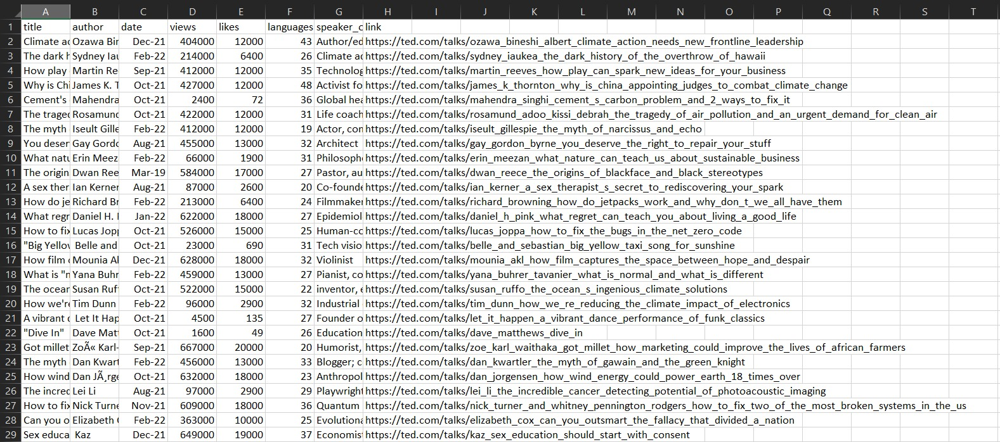 A B C D E F G H I J K L M N O P Q R S T
1 title author date views likes languages speaker_c link
2 Climate ac Ozawa Bin Dec-21 404000 12000 43 Author/ed https://ted.com/talks/ozawa_bineshi_albert_climate_action_needs_new_frontline_leadership
3 The dark h Sydney Iau Feb-22 214000 6400 26 Climate ac https://ted.com/talks/sydney_iaukea_the_dark_history_of_the_overthrow_of_hawaii
4 How play Martin Re Sep-21 412000 12000 35 Technolog https://ted.com/talks/martin_reeves_how_play_can_spark_new_ideas_for_your_business
5 Why is Chi James K. T Oct-21 427000 12000 48 Activist fo https://ted.com/talks/james_k_thornton_why_is_china_appointing_judges_to_combat_climate_change
6 Cement's Mahendra Oct-21 2400 72 36 Global hea https://ted.com/talks/mahendra_singhi_cement_s_carbon_problem_and_2_ways_to_fix_it
7 The traged Rosamund Oct-21 422000 12000 31 Life coach https://ted.com/talks/rosamund_adoo_kissi_debrah_the_tragedy_of_air_pollution_and_an_urgent_demand_for_clean_air
8 The myth Iseult Gille Feb-22 412000 12000 19 Actor, con https://ted.com/talks/iseult_gillespie_the_myth_of_narcissus_and_echo
9 You deser Gay Gordo Aug-21 455000 13000 32 Architect https://ted.com/talks/gay_gordon_byrne_you_deserve_the_right_to_repair_your_stuff
10 What natu Erin Meez Feb-22 66000 1900 31 Philosoph https://ted.com/talks/erin_meezan_what_nature_can_teach_us_about_sustainable_business
11 The origin Dwan Ree Mar-19 584000 17000 27 Pastor, au https://ted.com/talks/dwan_reece_the_origins_of_blackface_and_black_stereotypes
12 A sex ther Ian Kerner Aug-21 87000 2600 20 Co-founde https://ted.com/talks/ian_kerner_a_sex_therapist_s_secret_to_rediscovering_your_spark
13 How do je Richard Br Feb-22 213000 6400 24 Filmmaker https://ted.com/talks/richard_browning_how_do_jetpacks_work_and_why_don_t_we_all_have_them
14 What regr Daniel H. P Jan-22 622000 18000 27 Epidemiol https://ted.com/talks/daniel_h_pink_what_regret_can_teach_you_about_living_a_good_life
15 How to fix Lucas Jopp Oct-21 526000 15000 25 Human-cc https://ted.com/talks/lucas_joppa_how_to_fix_the_bugs_in_the_net_zero_code
16 "Big Yellov Belle and Oct-21 23000 690 31 Tech visio https://ted.com/talks/belle_and_sebastian_big_yellow_taxi_song_for_sunshine
17 How film c Mounia Al Dec-21 628000 18000 32 Violinist https://ted.com/talks/mounia_akl_how_film_captures_the_space_between_hope_and_despair
18 What is "n Yana Buhr Feb-22 459000 13000 27 Pianist, co https://ted.com/talks/yana_buhrer_tavanier_what_is_normal_and_what_is_different
19 The ocean Susan Ruf Oct-21 522000 15000 22 inventor, e https://ted.com/talks/susan_ruffo_the_ocean_s_ingenious_climate_solutions
20 How we're Tim Dunn Feb-22 96000 2900 32 Industrial https://ted.com/talks/tim_dunn_how_we_re_reducing_the_climate_impact_of_electronics
21 A vibrant d Let It Hap Oct-21 4500 135 27 Founder o https://ted.com/talks/let_it_happen_a_vibrant_dance_performance_of_funk_classics
22 "Dive In" Dave Matt Oct-21 1600 49 26 Education https://ted.com/talks/dave_matthews_dive_in
23 Got millet ZoÃ« Karl- Sep-21 667000 20000 20 Humorist, https://ted.com/talks/zoe_karl_waithaka_got_millet_how_marketing_could_improve_the_lives_of_african_farmers
24 The myth Dan Kwart Feb-22 456000 13000 33 Blogger; c https://ted.com/talks/dan_kwartler_the_myth_of_gawain_and_the_green_knight
25 How wind Dan JÃ¸rge Oct-21 632000 18000 23 Anthropol https://ted.com/talks/dan_jorgensen_how_wind_energy_could_power_earth_18_times_over
26 The incred Lei Li Aug-21 97000 2900 29 Playwright https://ted.com/talks/lei_li_the_incredible_cancer_detecting_potential_of_photoacoustic_imaging
27 How to fix Nick Turne Nov-21 609000 18000 36 Quantum https://ted.com/talks/nick_turner_and_whitney_pennington_rodgers_how_to_fix_two_of_the_most_broken_systems_in_the_us
28 Can you o Elizabeth C Feb-22 363000 10000 25 Evolutiona https://ted.com/talks/elizabeth_cox_can_you_outsmart_the_fallacy_that_divided_a_nation
29 Sex educa Kaz Dec-21 649000 19000 37 Economist https://ted.com/talks/kaz_sex_education_should_start_with_consent